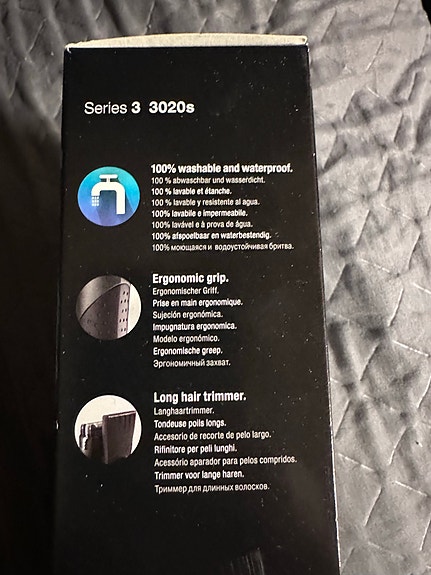 Series 3 3020s
100% washable and waterproof.
100 % abwaschbar und wasserdicht.
100 % lavable et étanche.
100 % lavable y resistente al agua.
100% lavabile e impermeabile.
100% lavável e à prova de água.
100% afspoelbaar en waterbestendig.
100% моющаяся и водоустойчивая бритва.
Ergonomic grip.
Ergonomischer Griff.
Prise en main ergonomique.
Sujeción ergonómica.
Impugnatura ergonomica.
Modelo ergonómico.
Ergonomische greep.
Эргономичный захват.
Long hair trimmer.
Langhaartrimmer.
Tondeuse poils longs.
Accesorio de recorte de pelo largo.
Rifinitore per peli lunghi.
Acessório aparador para pelos compridos.
Trimmer voor lange haren.
Триммер для длинных волосков.